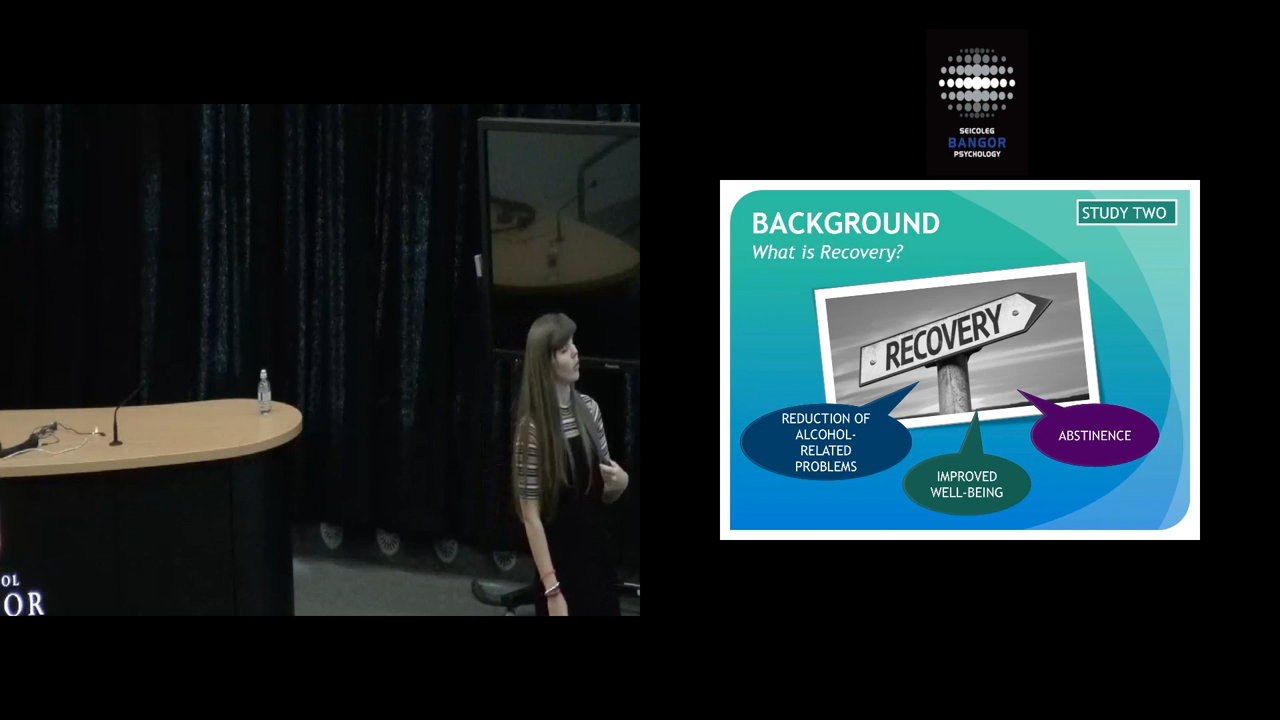 SEICOLEG
BANGOR
PSYCHOLOGY
BACKGROUND
STUDY TWO
What is Recovery?
RECOVERY
REDUCTION OF
ALCOHOL-
RELATED
PROBLEMS
IMPROVED
WELL-BEING
ABSTINENCE
OL
OR